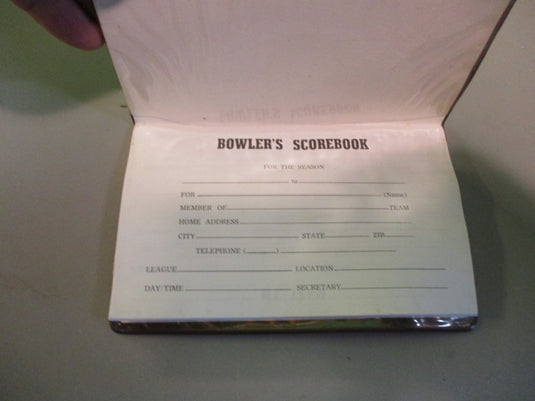 BOWLER'S SCOREBOOK
FOR THE SEASON
to
FOR (Name)
MEMBER OF TEAM
HOME ADDRESS
CITY STATE ZIP
TELEPHONE ( )
LEAGUE LOCATION
DAY/TIME SECRETARY